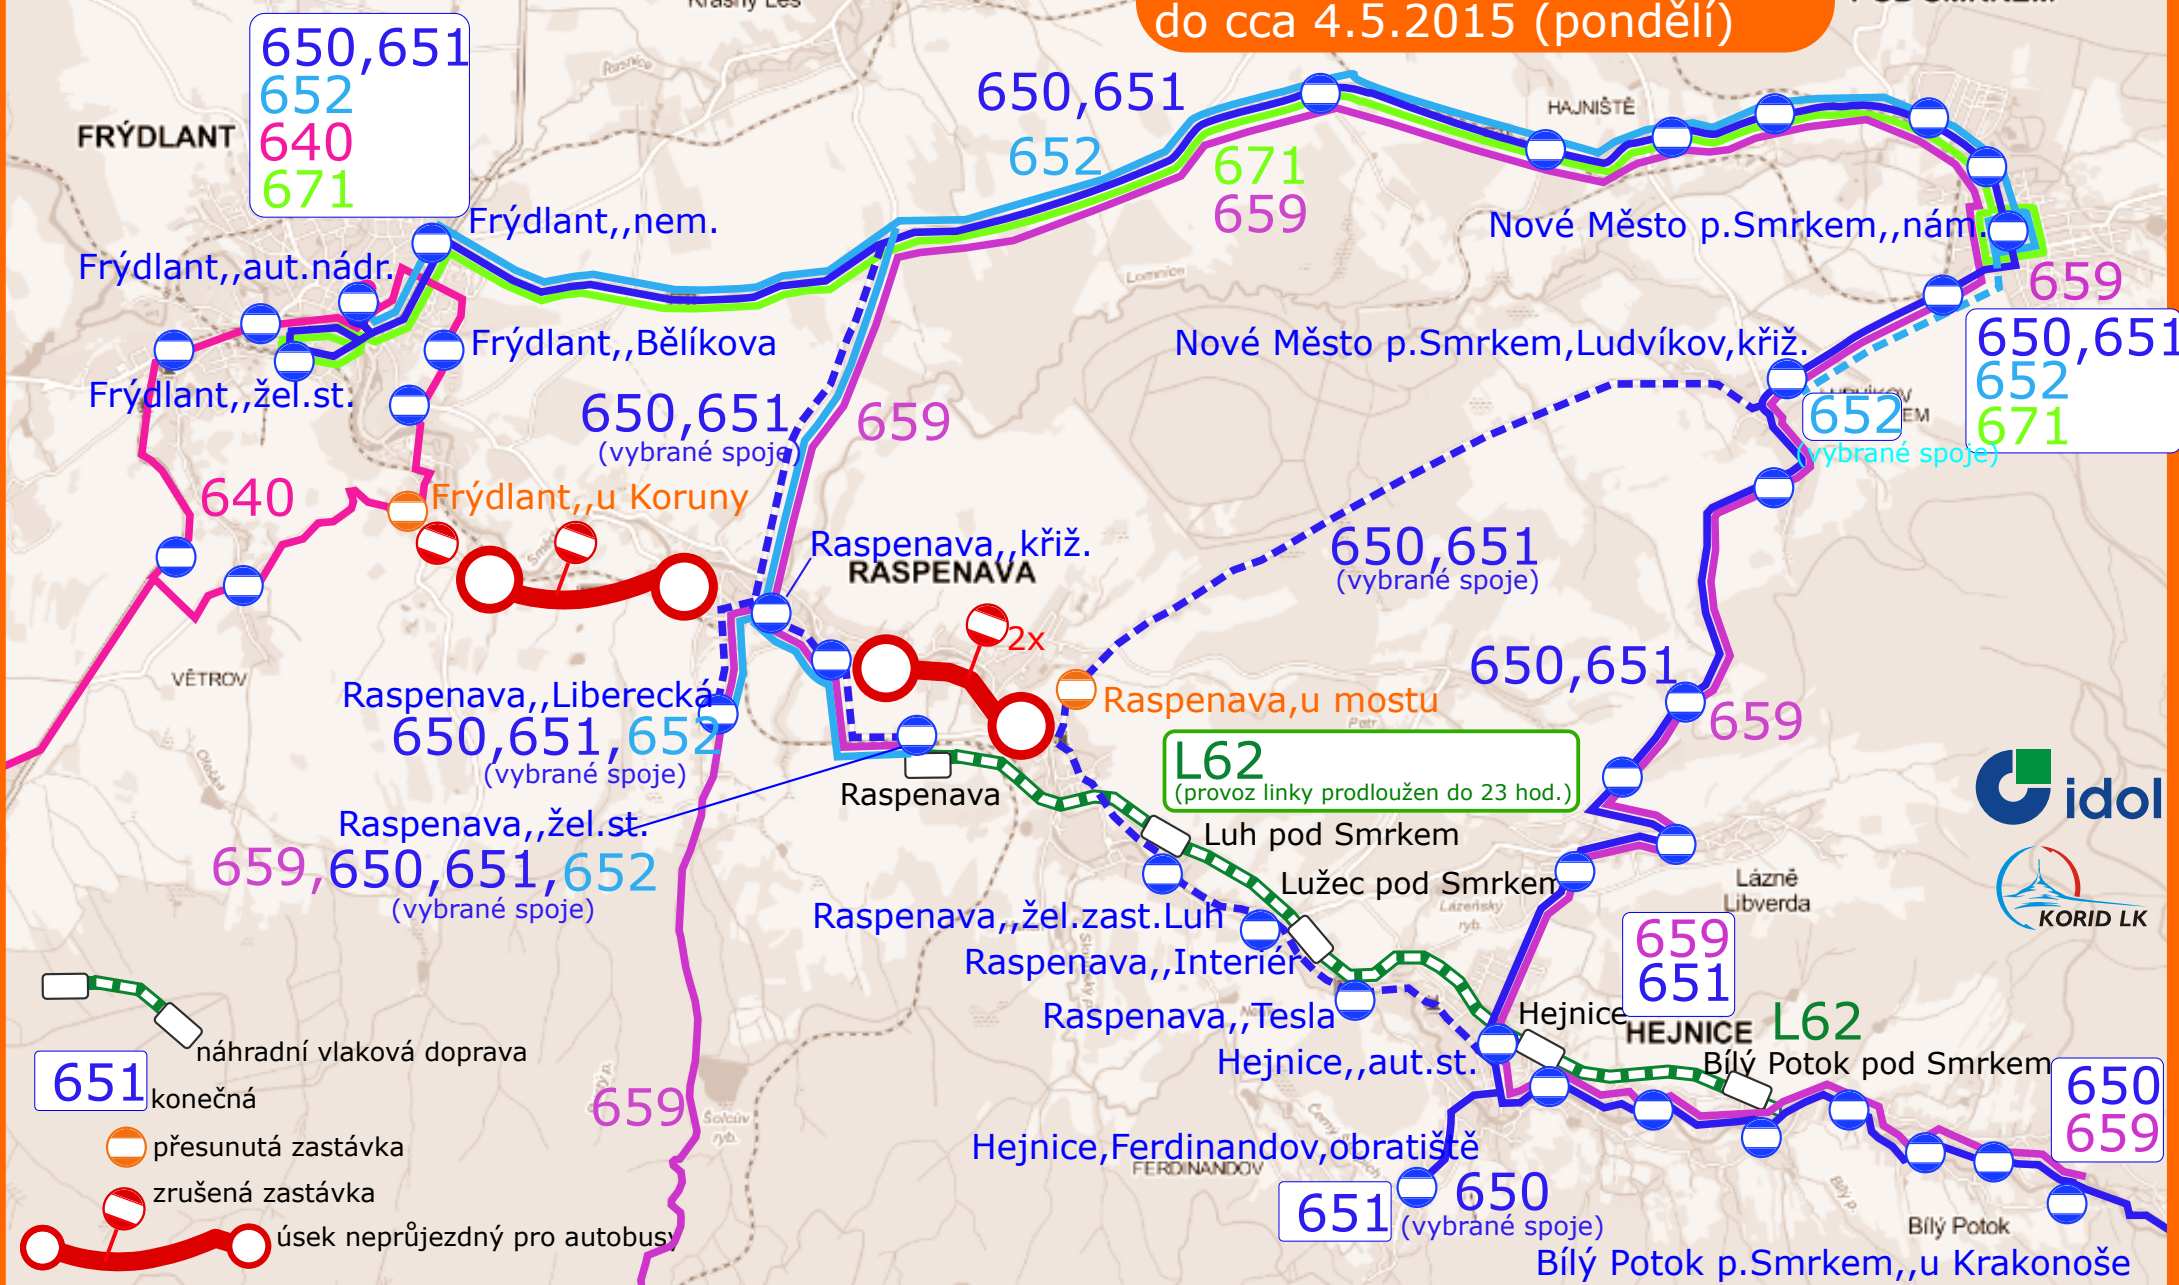 do cca 4.5.2015 (pondělí)
650,651
652
640
671
FRÝDLANT
Frýdlant,,nem.
Frýdlant,,aut.nádr.
Frýdlant,,Bělíkova
Frýdlant,,žel.st.
650,651
652
671
659
HAJNIŠTĚ
Nové Město p.Smrkem,,nám.
659
Lomnice
Nové Město p.Smrkem,Ludvíkov,křiž.
650,651
652
671
652
(vybrané spoje)
650,651
(vybrané spoje)
659
640
Frýdlant,,u Koruny
Raspenava,,křiž.
RASPENAVA
650,651
(vybrané spoje)
2x
VĚTROV
Raspenava,,Liberecká
650,651,652
(vybrané spoje)
Raspenava,u mostu
650,651
659
L62
(provoz linky prodloužen do 23 hod.)
idol
Raspenava
Raspenava,,žel.st.
659,650,651,652
(vybrané spoje)
Luh pod Smrkem
Lužec pod Smrkem
Lázeňský
ryb.
Lázně
Libverda
KORID LK
Raspenava,,žel.zast.Luh
Raspenava,,Interiér
Raspenava,,Tesla
659
651
Hejnice
HEJNICE
L62
Hejnice,,aut.st.
Bílý Potok pod Smrkem
náhradní vlaková doprava
651
konečná
přesunutá zastávka
zrušená zastávka
úsek neprůjezdný pro autobusy
659
Šolcův
ryb.
650
659
Hejnice,Ferdinandov,obratiště
FERDINANDOV
651
650
(vybrané spoje)
Bílý Potok
Bílý Potok p.Smrkem,,u Krakonoše